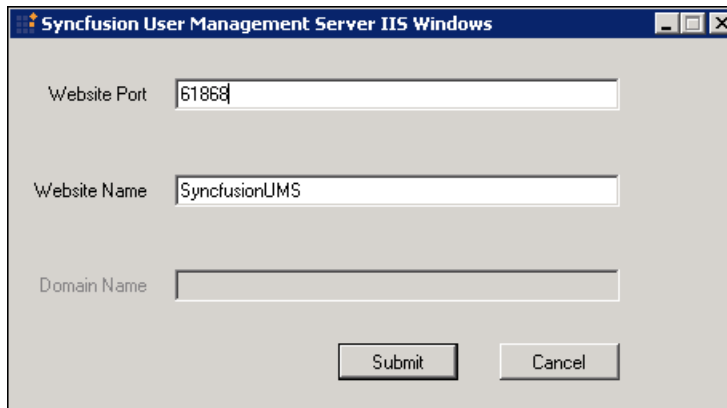 Syncfusion User Management Server IIS Windows
Website Port 61868
Website Name SyncfusionUMS
Domain Name
Submit Cancel